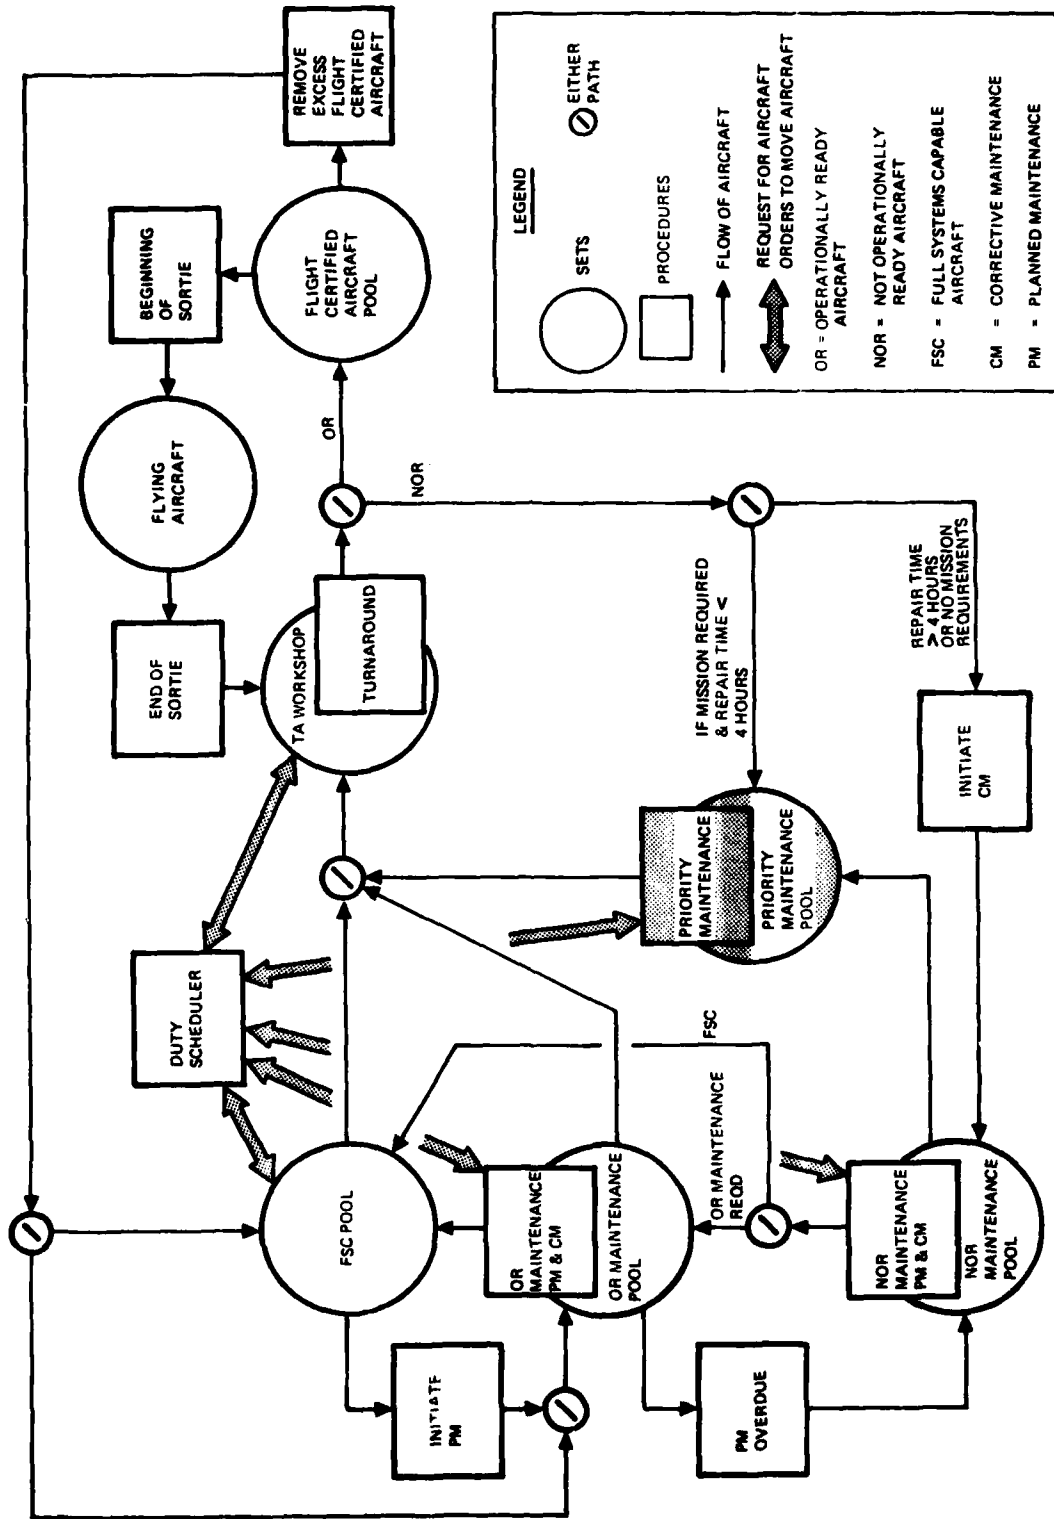 REMOVE
EXCESS
FLIGHT
CERTIFIED
AIRCRAFT
BEGINNING
OF
SORTIE
FLIGHT
CERTIFIED
AIRCRAFT
POOL
FLYING
AIRCRAFT
OR
NOR
END OF
SORTIE
TA WORKSHOP
TURNAROUND
DUTY
SCHEDULER
IF MISSION REQUIRED
& REPAIR TIME <
4 HOURS
REPAIR TIME
> 4 HOURS
OR NO MISSION
REQUIREMENTS
INITIATE
CM
PRIORITY
MAINTENANCE
PRIORITY
MAINTENANCE
POOL
FSC
FSC POOL
OR
MAINTENANCE
PM & CM
OR MAINTENANCE
POOL
OR MAINTENANCE
REQD
NOR
MAINTENANCE
PM & CM
NOR
MAINTENANCE
POOL
INITIATE
PM
PM
OVERDUE
LEGEND
SETS
EITHER
PATH
PROCEDURES
FLOW OF AIRCRAFT
REQUEST FOR AIRCRAFT
ORDERS TO MOVE AIRCRAFT
OR = OPERATIONALLY READY
AIRCRAFT
NOR = NOT OPERATIONALLY
READY AIRCRAFT
FSC = FULL SYSTEMS CAPABLE
AIRCRAFT
CM = CORRECTIVE MAINTENANCE
PM = PLANNED MAINTENANCE